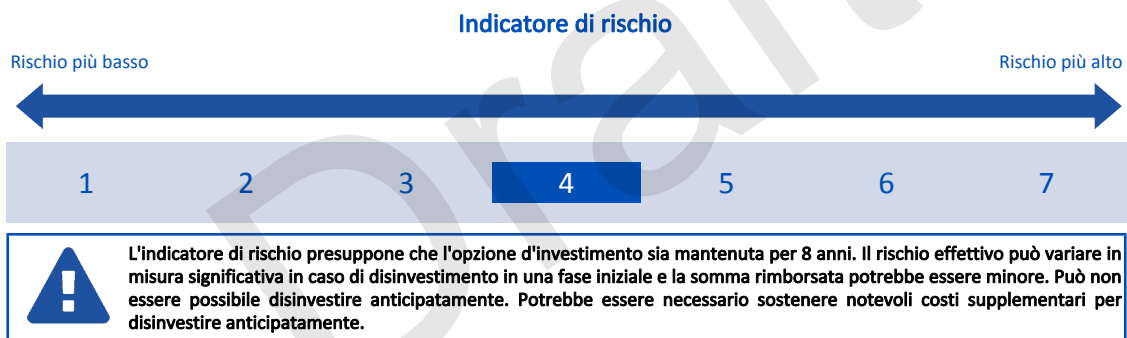 Indicatore di rischio
Rischio più basso
Rischio più alto
1 2 3 4 5 6 7
L'indicatore di rischio presuppone che l'opzione d'investimento sia mantenuta per 8 anni. Il rischio effettivo può variare in
misura significativa in caso di disinvestimento in una fase iniziale e la somma rimborsata potrebbe essere minore. Può non
essere possibile disinvestire anticipatamente. Potrebbe essere necessario sostenere notevoli costi supplementari per
disinvestire anticipatamente.
Draft